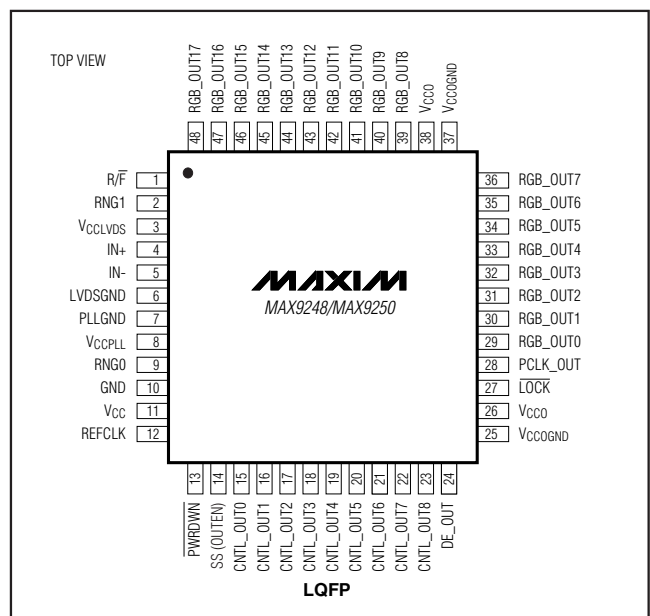 TOP VIEW
48 RGB_OUT17
47 RGB_OUT16
46 RGB_OUT15
45 RGB_OUT14
44 RGB_OUT13
43 RGB_OUT12
42 RGB_OUT11
41 RGB_OUT10
40 RGB_OUT9
39 RGB_OUT8
38 VCCO
37 VCCOGND
R/F̅ 1
RNG1 2
VCCLVDS 3
IN+ 4
IN- 5
LVDSGND 6
PLLGND 7
VCCPLL 8
RNG0 9
GND 10
VCC 11
REFCLK 12
MAXIM
MAX9248/MAX9250
36 RGB_OUT7
35 RGB_OUT6
34 RGB_OUT5
33 RGB_OUT4
32 RGB_OUT3
31 RGB_OUT2
30 RGB_OUT1
29 RGB_OUT0
28 PCLK_OUT
27 L̅O̅C̅K̅
26 VCCO
25 VCCOGND
13 P̅W̅R̅D̅W̅N̅
14 SS (OUTEN)
15 CNTL_OUT0
16 CNTL_OUT1
17 CNTL_OUT2
18 CNTL_OUT3
19 CNTL_OUT4
20 CNTL_OUT5
21 CNTL_OUT6
22 CNTL_OUT7
23 CNTL_OUT8
24 DE_OUT
LQFP